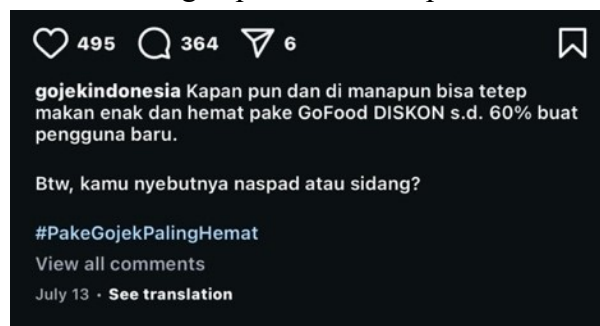 495 364 6
gojekindonesia Kapan pun dan di manapun bisa tetep
makan enak dan hemat pake GoFood DISKON s.d. 60% buat
pengguna baru.
Btw, kamu nyebutnya naspad atau sidang?
#PakeGojekPalingHemat
View all comments
July 13 · See translation